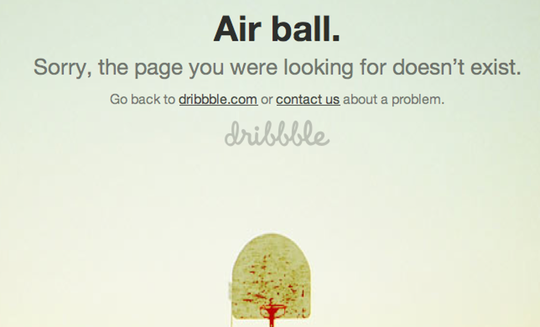 Air ball.
Sorry, the page you were looking for doesn’t exist.
Go back to dribbble.com or contact us about a problem.
dribbble